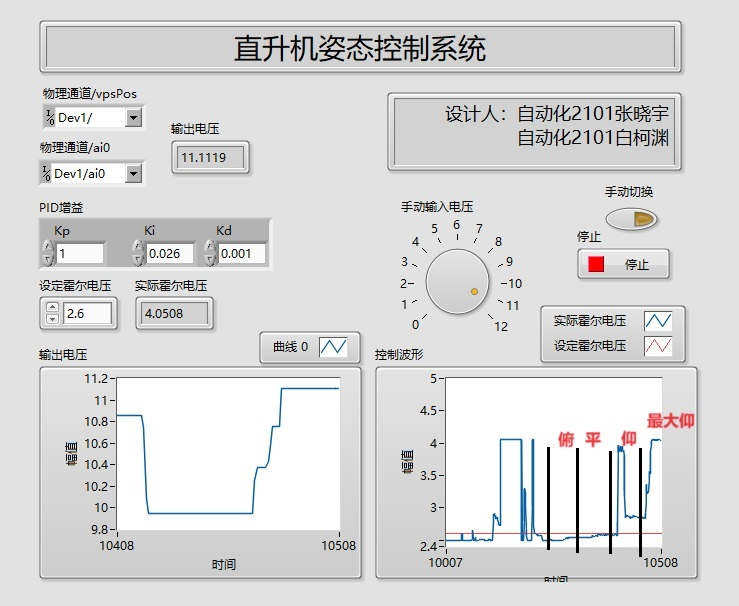 直升机姿态控制系统
物理通道/vpsPos
Dev1/
物理通道/ai0
Dev1/ai0
输出电压
11.1119
设计人：自动化2101张晓宇
自动化2101白柯渊
PID增益
Kp Ki Kd
1 0.026 0.001
设定霍尔电压 实际霍尔电压
2.6 4.0508
手动输入电压
0 1 2 3 4 5 6 7 8 9 10 11 12
手动切换
停止
停止
实际霍尔电压
设定霍尔电压
输出电压
曲线 0
11.2
11
10.8
10.6
10.4
10.2
10
9.8
幅值
10408 10508
时间
控制波形
5
4.5
4
3.5
3
2.4
幅值
俯 平 仰 最大仰
10007 10508
时间